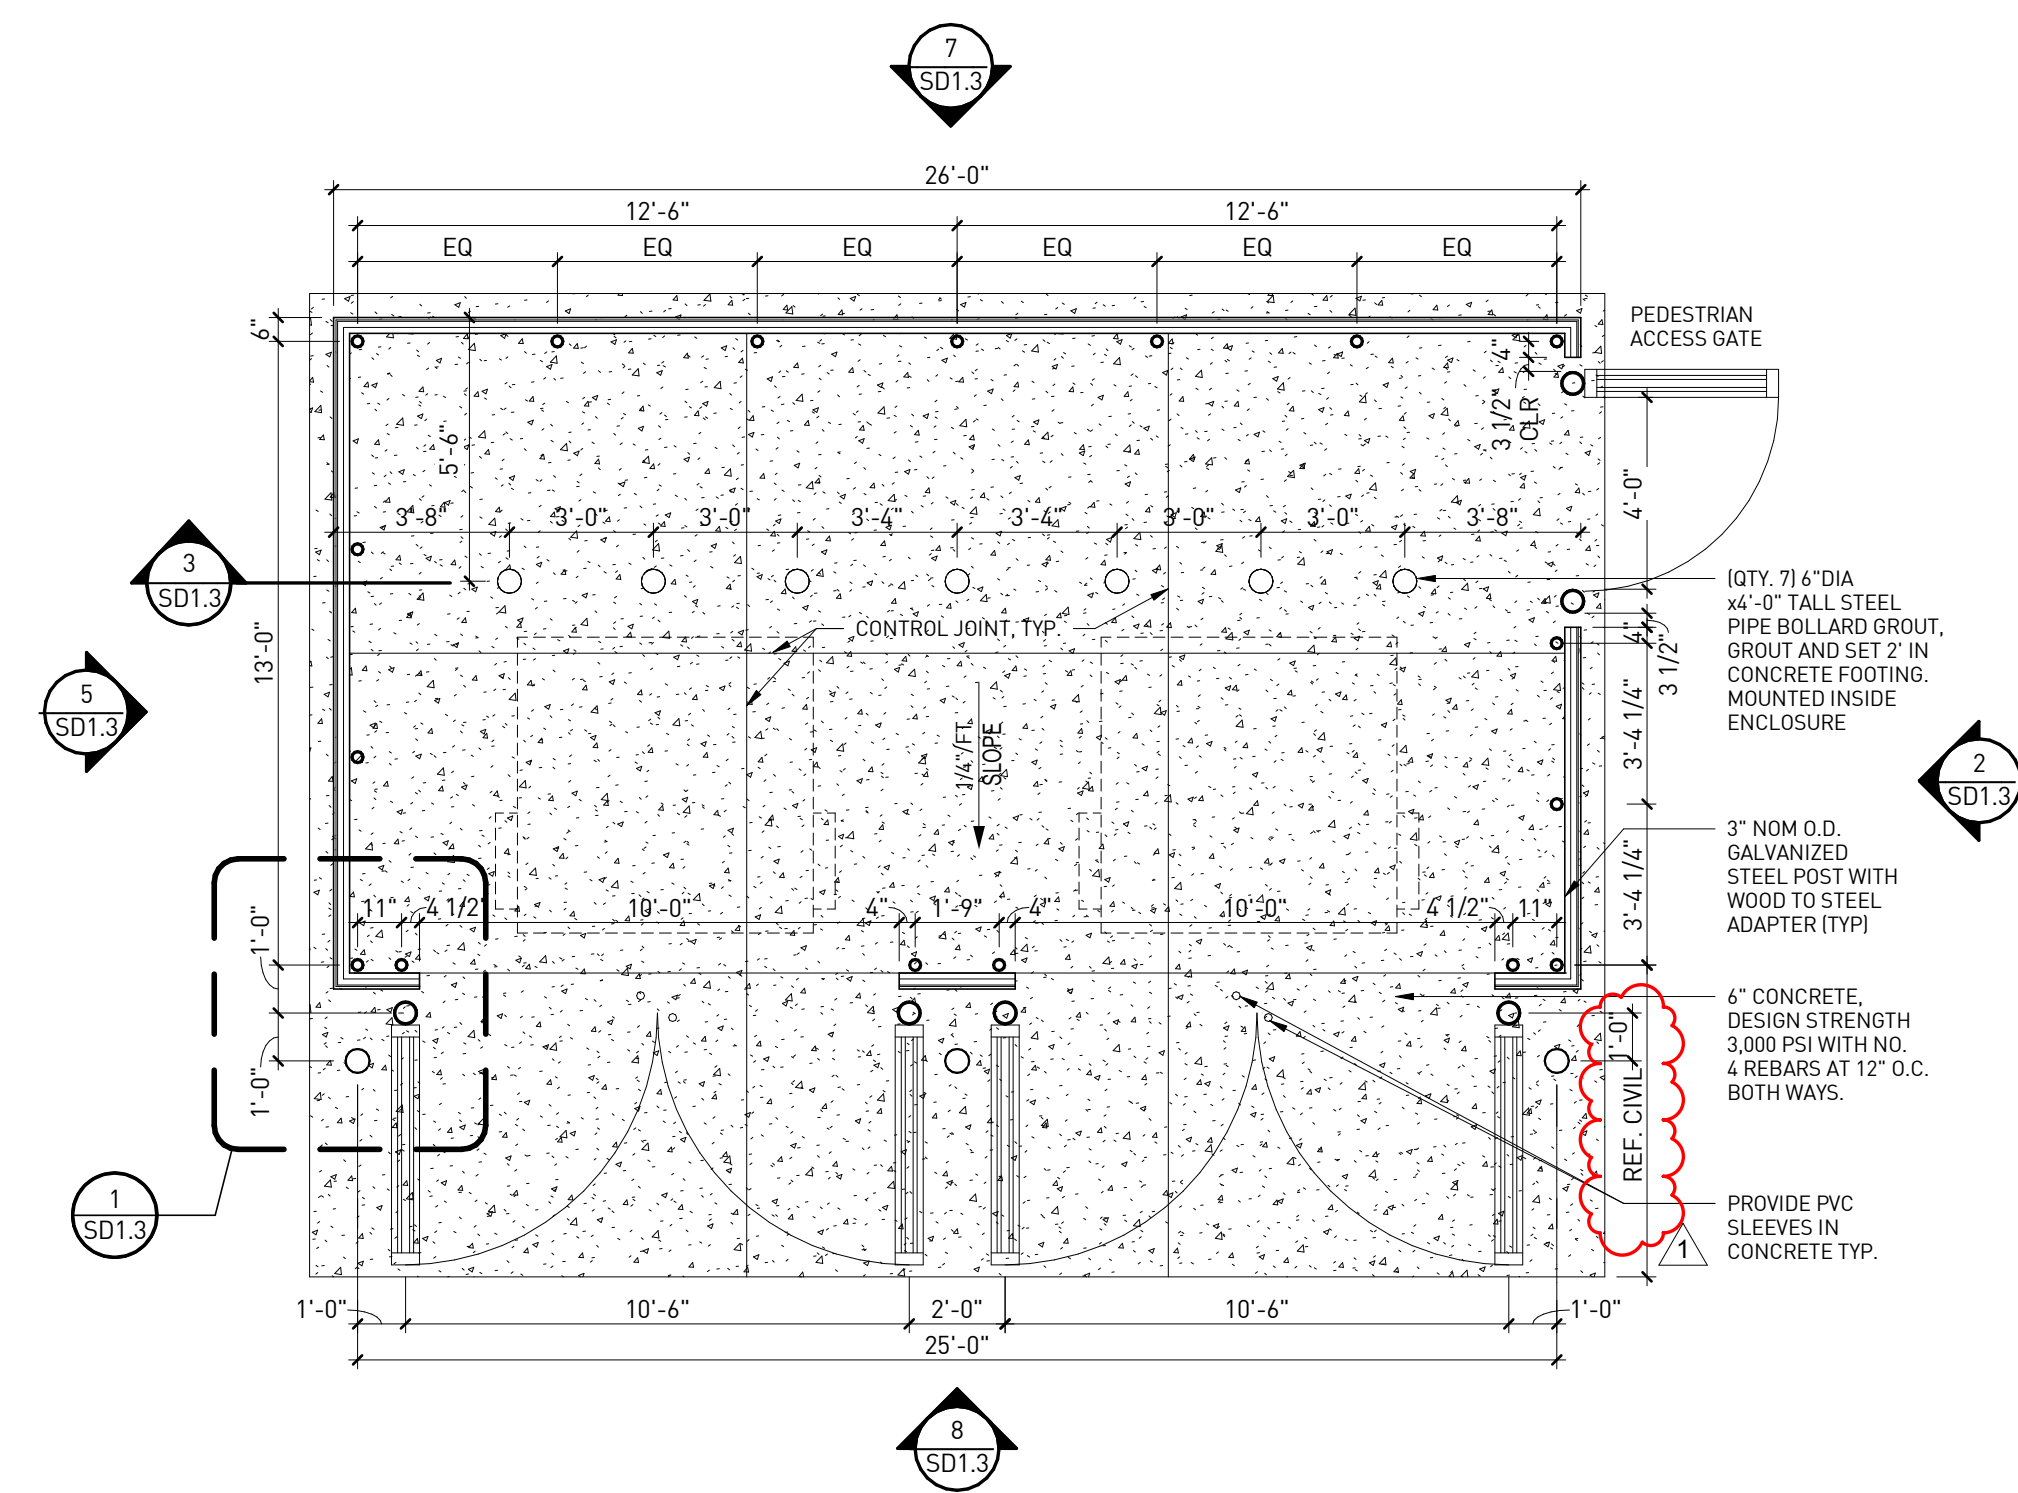 7
SD1.3
26'-0"
12'-6"
12'-6"
EQ
EQ
EQ
EQ
EQ
EQ
6"
PEDESTRIAN
ACCESS GATE
4"
3 1/2"
CLR
5'-6"
4'-0"
3'-8"
3'-0"
3'-0"
3'-4"
3'-4"
3'-0"
3'-0"
3'-8"
3
SD1.3
(QTY. 7) 6"DIA
x4'-0" TALL STEEL
PIPE BOLLARD GROUT,
GROUT AND SET 2' IN
CONCRETE FOOTING.
MOUNTED INSIDE
ENCLOSURE
CONTROL JOINT, TYP.
4"
3 1/2"
13'-0"
5
SD1.3
1/4"/FT
SLOPE
3'-4 1/4"
2
SD1.3
3" NOM O.D.
GALVANIZED
STEEL POST WITH
WOOD TO STEEL
ADAPTER (TYP)
3'-4 1/4"
11"
4 1/2"
10'-0"
4"
1'-9"
4"
10'-0"
4 1/2"
11"
1'-0"
1'-0"
6" CONCRETE,
DESIGN STRENGTH
3,000 PSI WITH NO.
4 REBARS AT 12" O.C.
BOTH WAYS.
1'-0"
REF. CIVIL
1
SD1.3
PROVIDE PVC
SLEEVES IN
CONCRETE TYP.
1
1'-0"
10'-6"
2'-0"
10'-6"
1'-0"
25'-0"
8
SD1.3